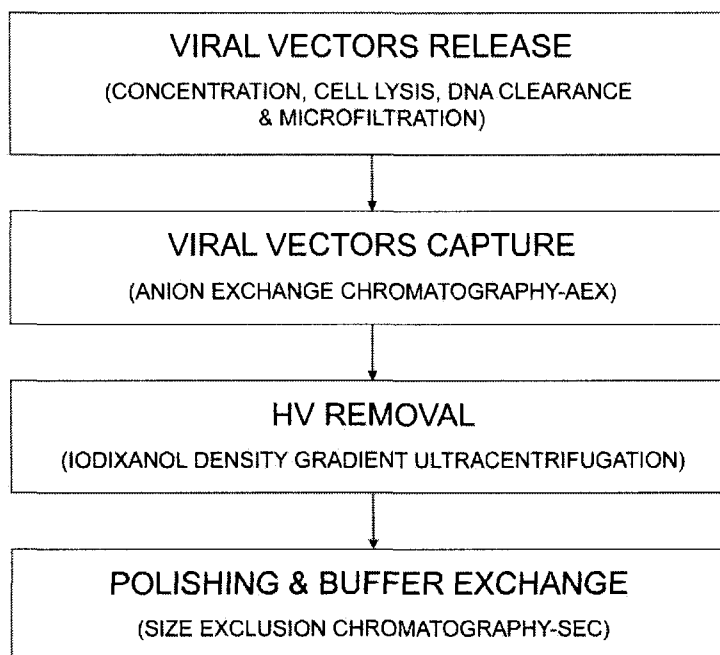 VIRAL VECTORS RELEASE
(CONCENTRATION, CELL LYSIS, DNA CLEARANCE
& MICROFILTRATION)
VIRAL VECTORS CAPTURE
(ANION EXCHANGE CHROMATOGRAPHY-AEX)
HV REMOVAL
(IODIXANOL DENSITY GRADIENT ULTRACENTRIFUGATION)
POLISHING & BUFFER EXCHANGE
(SIZE EXCLUSION CHROMATOGRAPHY-SEC)